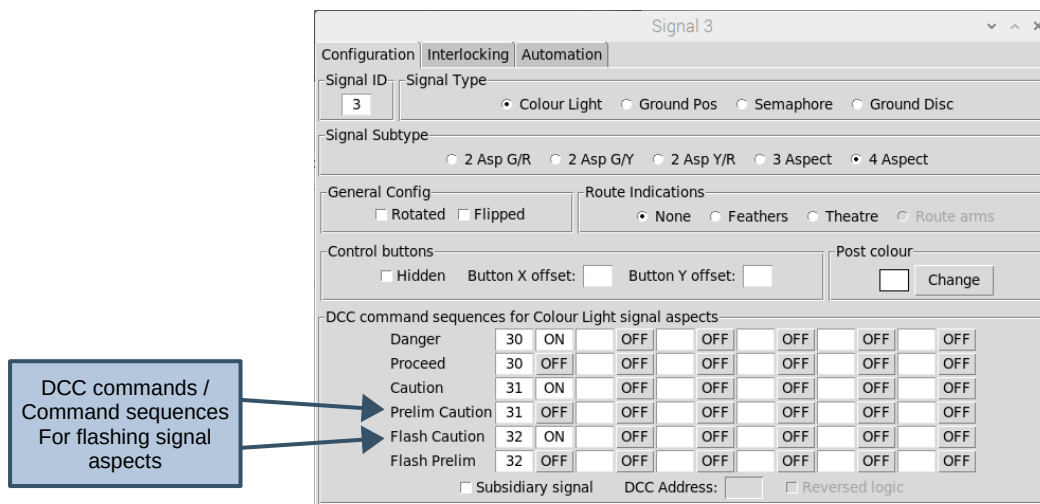 Signal 3
Configuration Interlocking Automation
Signal ID Signal Type
3 Colour Light Ground Pos Semaphore Ground Disc
Signal Subtype
2 Asp G/R 2 Asp G/Y 2 Asp Y/R 3 Aspect 4 Aspect
General Config Route Indications
Rotated Flipped None Feathers Theatre Route arms
Control buttons Post colour
Hidden Button X offset: Button Y offset: Change
DCC command sequences for Colour Light signal aspects
Danger 30 ON OFF OFF OFF OFF OFF
Proceed 30 OFF OFF OFF OFF OFF OFF
Caution 31 ON OFF OFF OFF OFF OFF
Prelim Caution 31 OFF OFF OFF OFF OFF OFF
Flash Caution 32 ON OFF OFF OFF OFF OFF
Flash Prelim 32 OFF OFF OFF OFF OFF OFF
Subsidiary signal DCC Address: Reversed logic
DCC commands /
Command sequences
For flashing signal
aspects